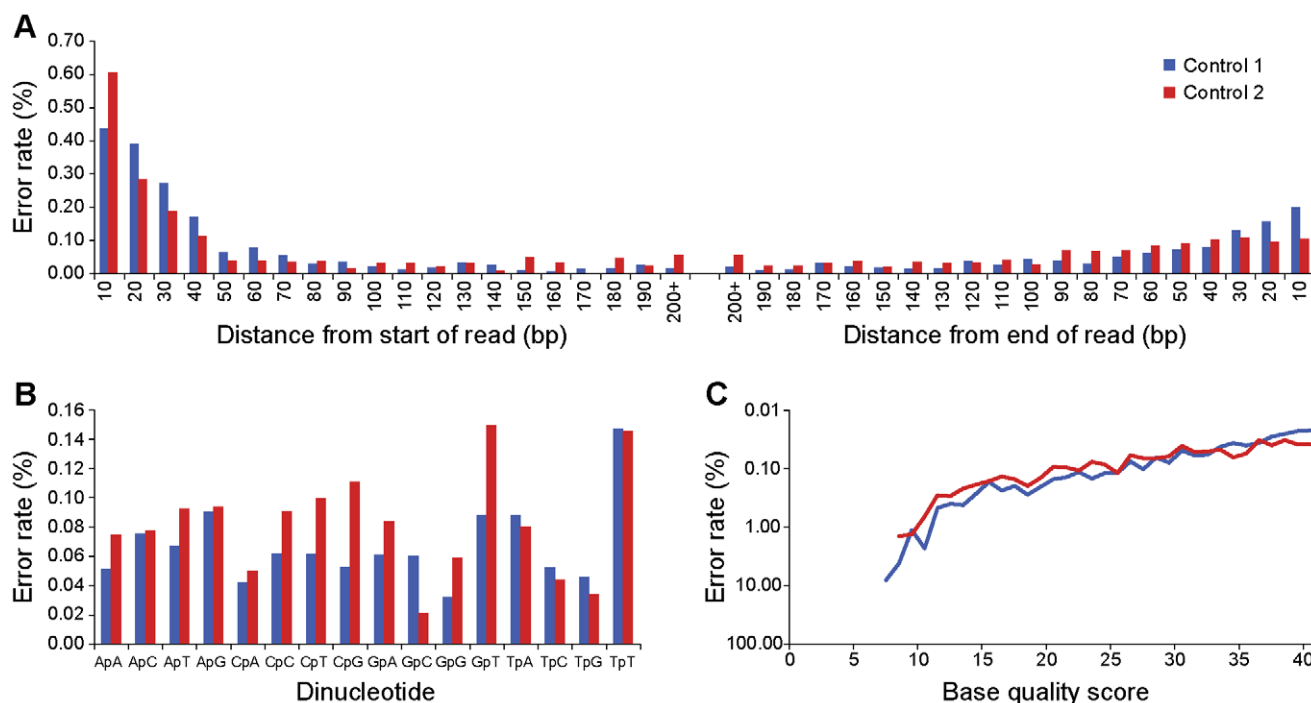 A
0.70
0.60
0.50
0.40
0.30
0.20
0.10
0.00
Error rate (%)
Control 1
Control 2
10 20 30 40 50 60 70 80 90 100 110 120 130 140 150 160 170 180 190 200+ 200+ 190 180 170 160 150 140 130 120 110 100 90 80 70 60 50 40 30 20 10
Distance from start of read (bp) Distance from end of read (bp)
B
0.16
0.14
0.12
0.10
0.08
0.06
0.04
0.02
0.00
Error rate (%)
ApA ApC ApT ApG CpA CpC CpT CpG GpA GpC GpG GpT TpA TpC TpG TpT
Dinucleotide
C
0.01
0.10
1.00
10.00
100.00
Error rate (%)
0 5 10 15 20 25 30 35 40
Base quality score